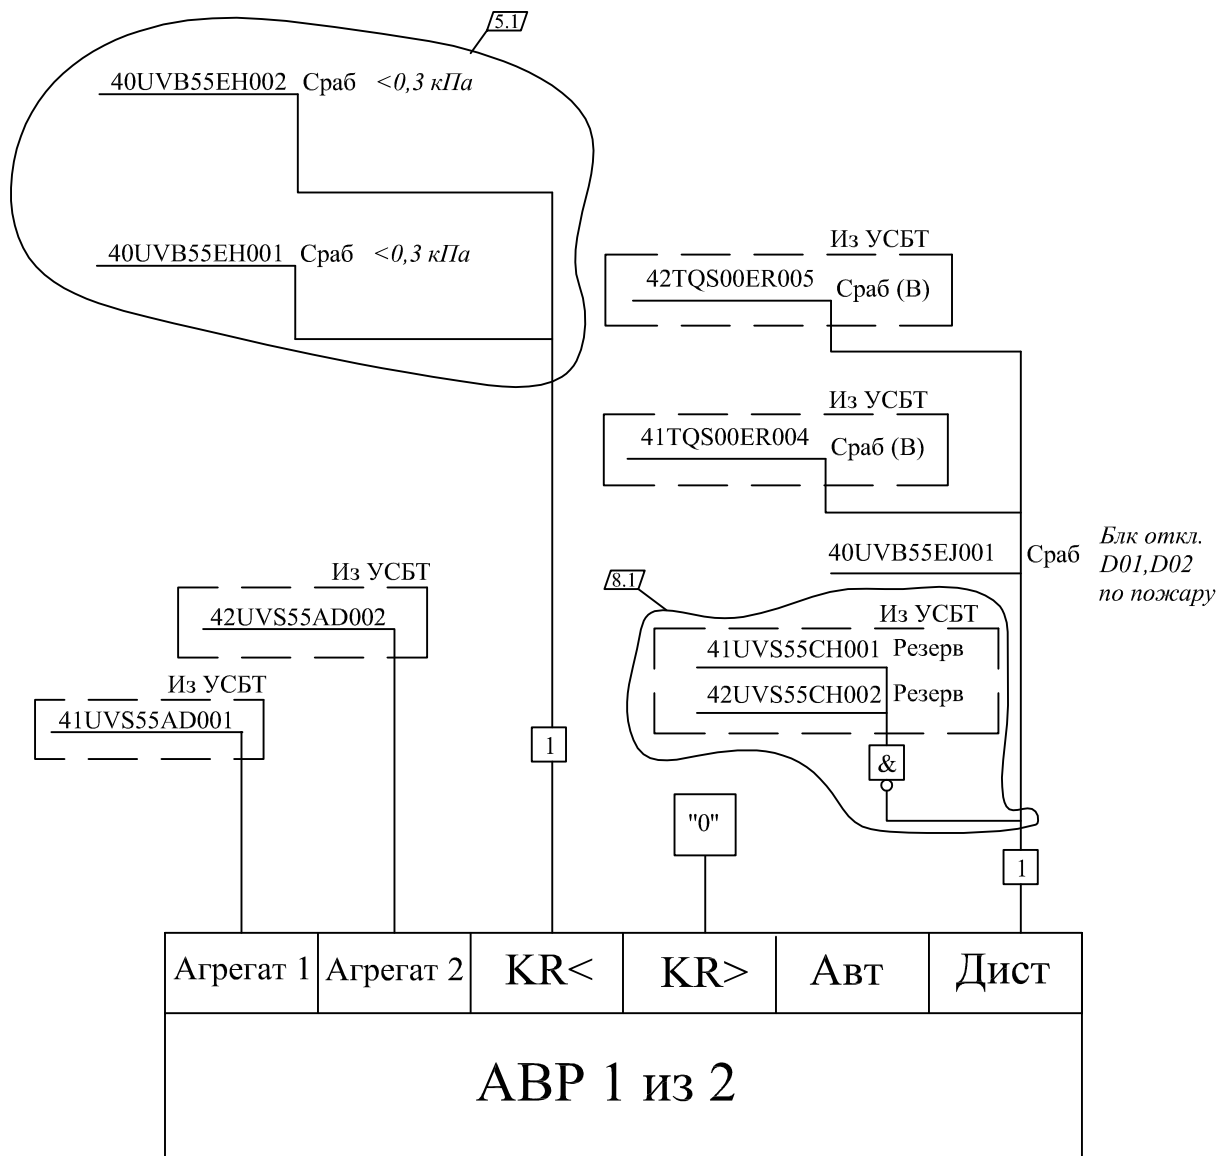 5.1
40UVB55EH002 Сраб <0,3 кПа
40UVB55EH001 Сраб <0,3 кПа
Из УСБТ
42TQS00ER005 Сраб (В)
Из УСБТ
41TQS00ER004 Сраб (В)
40UVB55EJ001 Сраб
Блк откл.
D01,D02
по пожару
8.1
Из УСБТ
41UVS55CH001 Резерв
42UVS55CH002 Резерв
&
Из УСБТ
42UVS55AD002
Из УСБТ
41UVS55AD001
1
"0"
1
Агрегат 1 Агрегат 2 KR< KR> Авт Дист
АВР 1 из 2